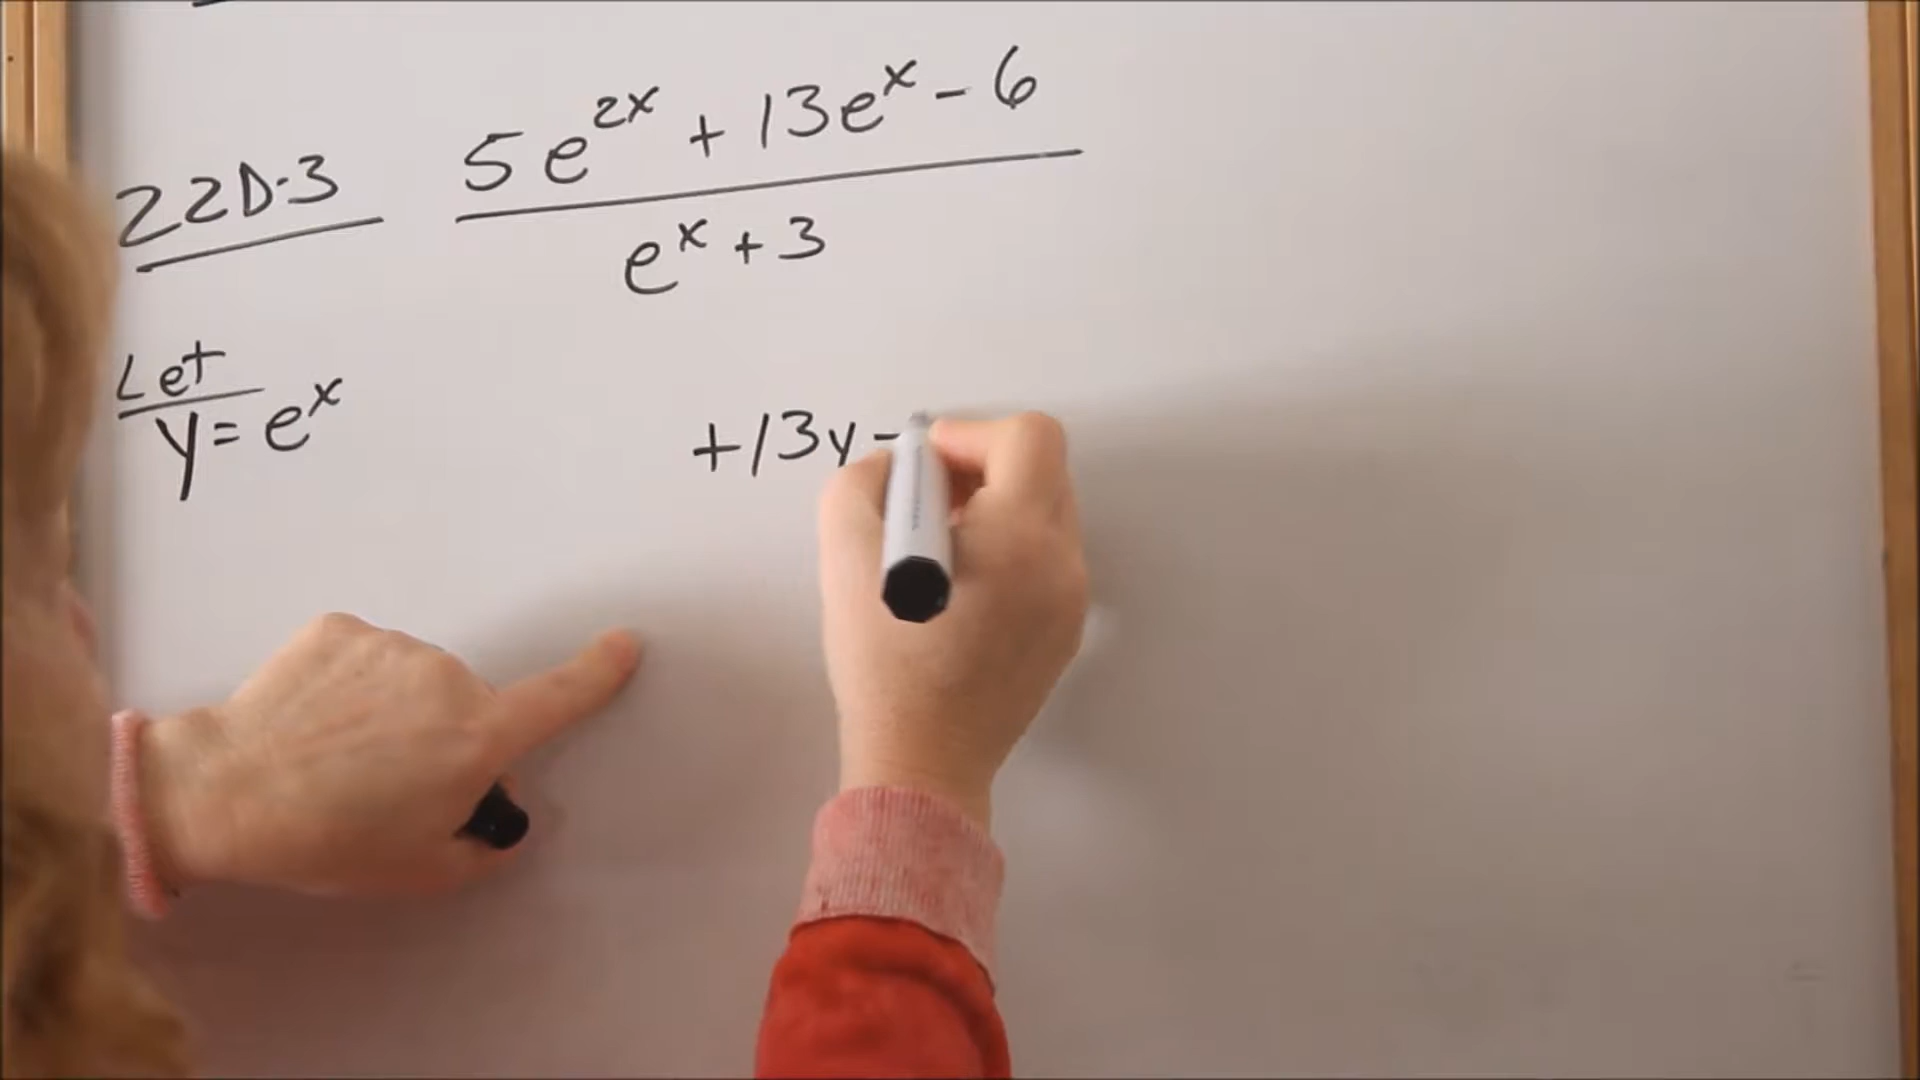 22D.3
5e^{2x} + 13e^x - 6
e^x + 3
Let
y = e^x
+13y -